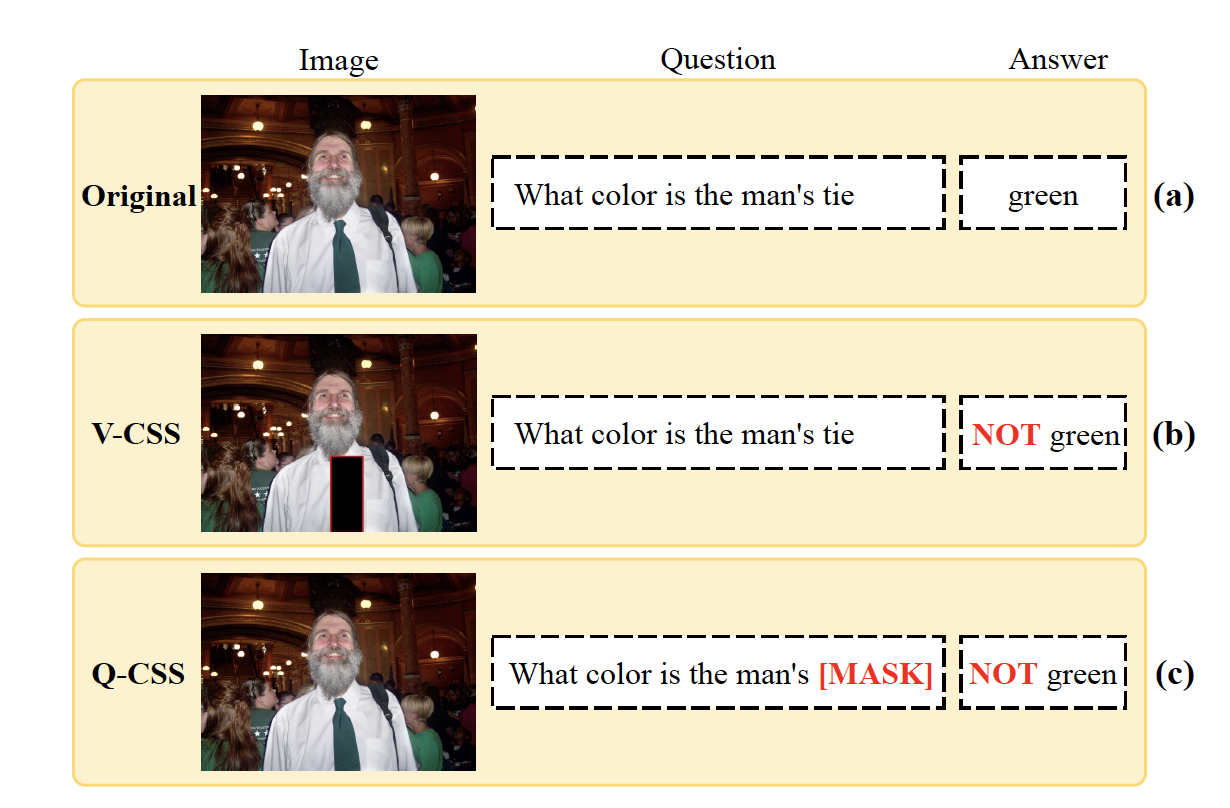 Image Question Answer
Original What color is the man's tie green (a)
V-CSS What color is the man's tie NOT green (b)
Q-CSS What color is the man's [MASK] NOT green (c)